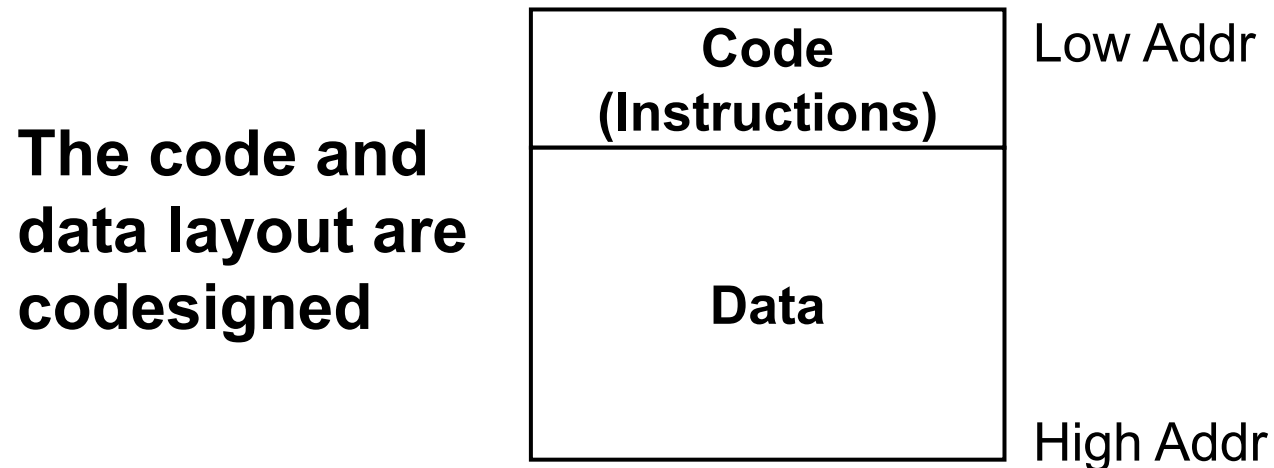 The code and
data layout are
codesigned
Code
(Instructions)
Data
Low Addr
High Addr